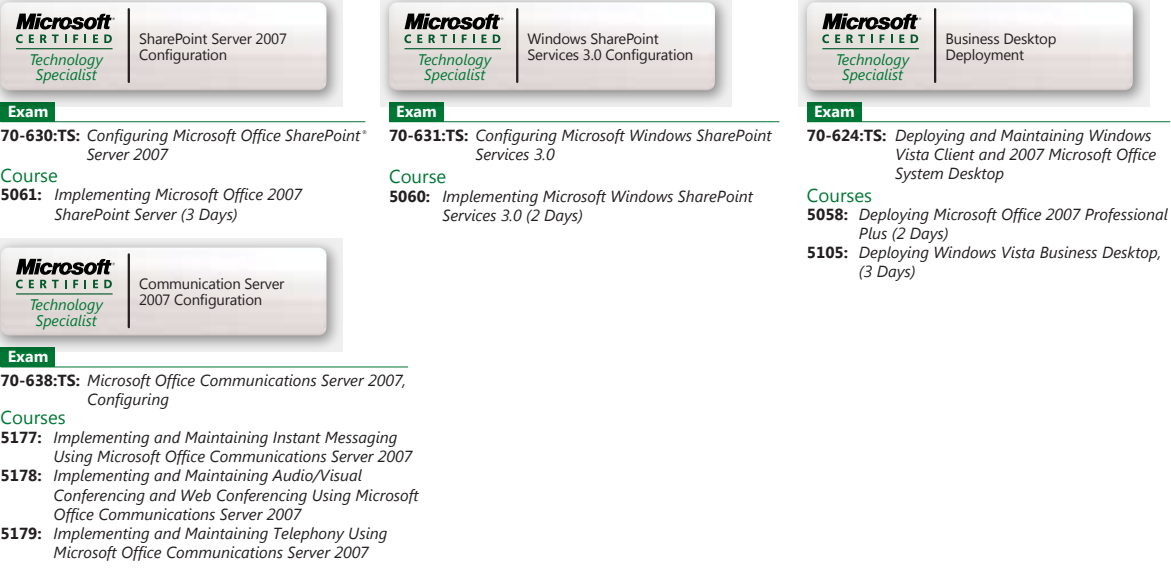 Microsoft
CERTIFIED
Technology
Specialist
SharePoint Server 2007
Configuration
Exam
70-630:TS: Configuring Microsoft Office SharePoint®
Server 2007
Course
5061: Implementing Microsoft Office 2007
SharePoint Server (3 Days)
Microsoft
CERTIFIED
Technology
Specialist
Communication Server
2007 Configuration
Exam
70-638:TS: Microsoft Office Communications Server 2007,
Configuring
Courses
5177: Implementing and Maintaining Instant Messaging
Using Microsoft Office Communications Server 2007
5178: Implementing and Maintaining Audio/Visual
Conferencing and Web Conferencing Using Microsoft
Office Communications Server 2007
5179: Implementing and Maintaining Telephony Using
Microsoft Office Communications Server 2007
Microsoft
CERTIFIED
Technology
Specialist
Windows SharePoint
Services 3.0 Configuration
Exam
70-631:TS: Configuring Microsoft Windows SharePoint
Services 3.0
Course
5060: Implementing Microsoft Windows SharePoint
Services 3.0 (2 Days)
Microsoft
CERTIFIED
Technology
Specialist
Business Desktop
Deployment
Exam
70-624:TS: Deploying and Maintaining Windows
Vista Client and 2007 Microsoft Office
System Desktop
Courses
5058: Deploying Microsoft Office 2007 Professional
Plus (2 Days)
5105: Deploying Windows Vista Business Desktop,
(3 Days)